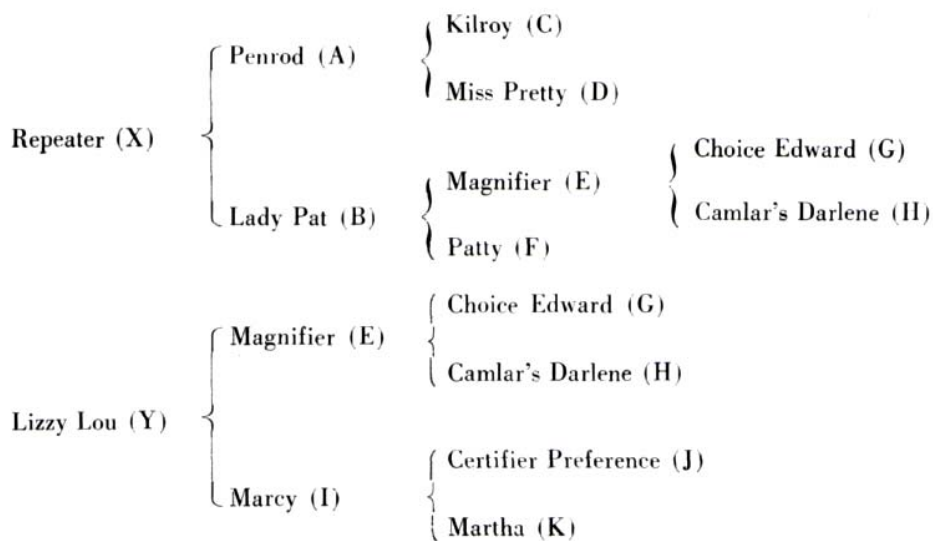 Kilroy (C)
Penrod (A)
Miss Pretty (D)
Repeater (X)
Choice Edward (G)
Magnifier (E)
Lady Pat (B)
Camlar's Darlene (H)
Patty (F)
Choice Edward (G)
Magnifier (E)
Camlar's Darlene (H)
Lizzy Lou (Y)
Certifier Preference (J)
Marcy (I)
Martha (K)